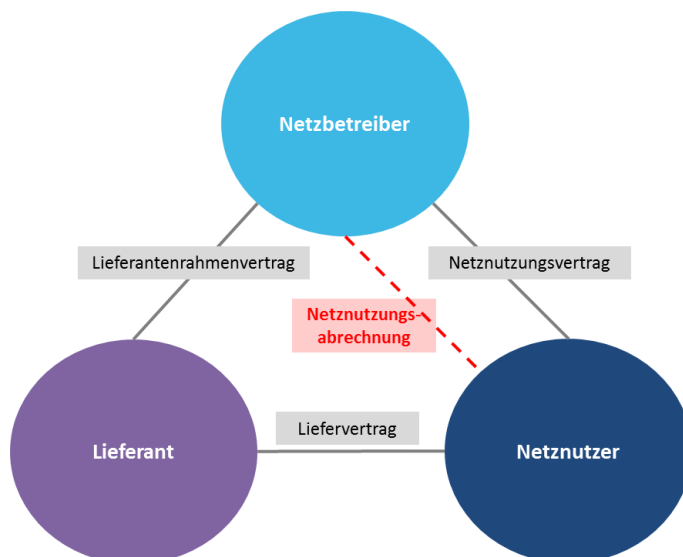 Netzbetreiber
Lieferantenrahmenvertrag
Netznutzungsvertrag
Netznutzungs-
abrechnung
Liefervertrag
Lieferant
Netznutzer